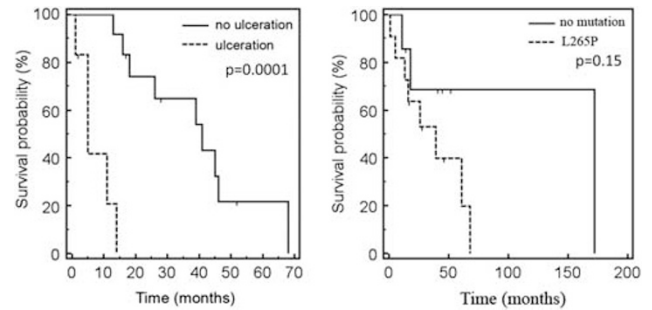 no ulceration
ulceration
p=0.0001
Survival probability (%)
100
80
60
40
20
0
0 10 20 30 40 50 60 70
Time (months)
no mutation
L265P
p=0.15
Survival probability (%)
100
80
60
40
20
0
0 50 100 150 200
Time (months)